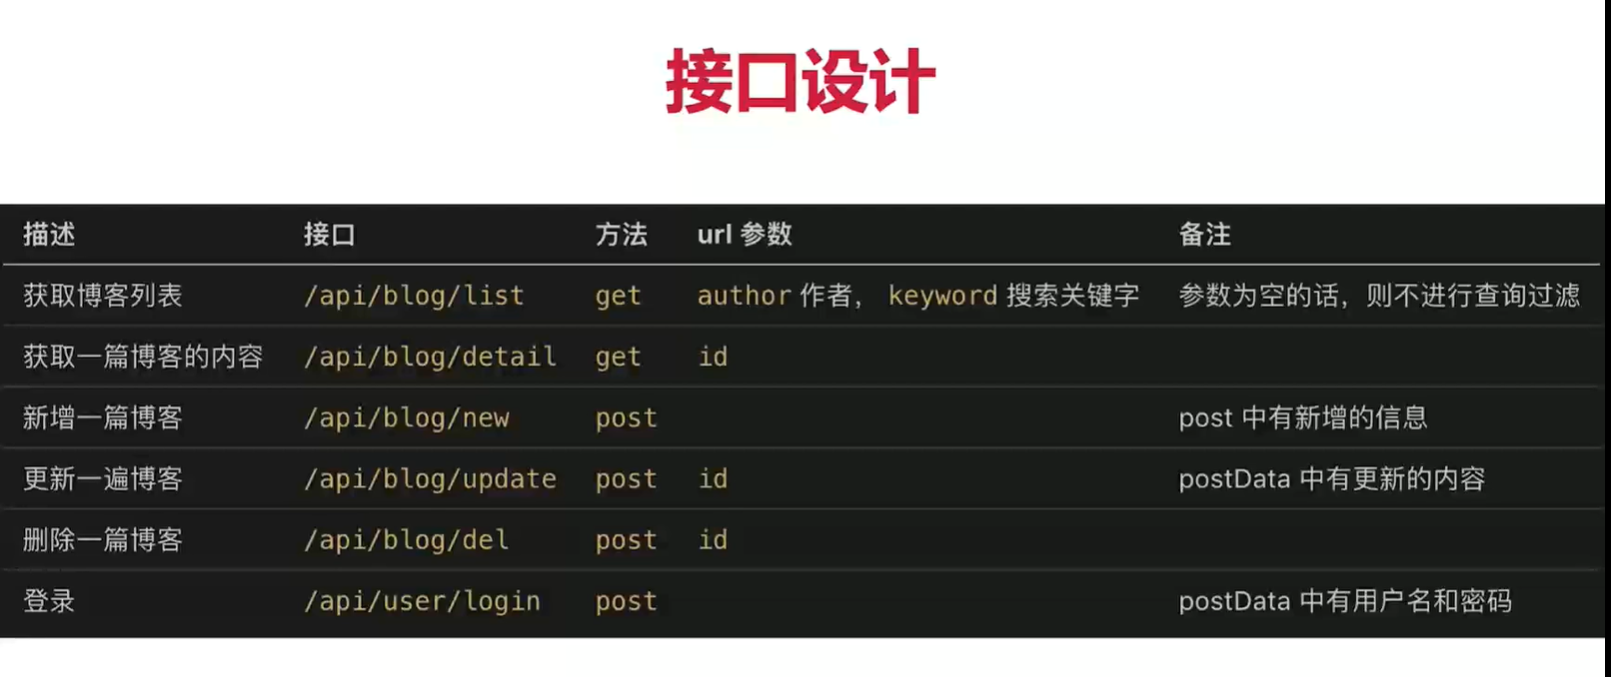 接口设计
描述 接口 方法 url 参数 备注
获取博客列表 /api/blog/list get author 作者， keyword 搜索关键字 参数为空的话，则不进行查询过滤
获取一篇博客的内容 /api/blog/detail get id
新增一篇博客 /api/blog/new post post 中有新增的信息
更新一遍博客 /api/blog/update post id postData 中有更新的内容
删除一篇博客 /api/blog/del post id
登录 /api/user/login post postData 中有用户名和密码